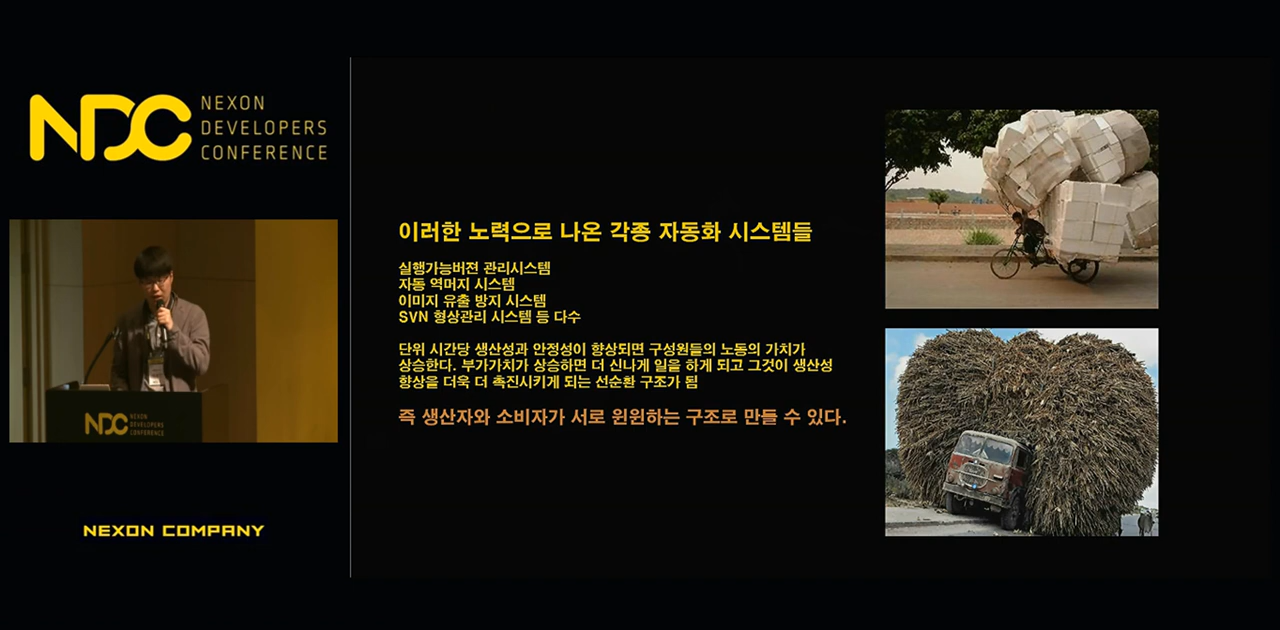 NDC NEXON
DEVELOPERS
CONFERENCE
이러한 노력으로 나온 각종 자동화 시스템들
실행가능버젼 관리시스템
자동 역머지 시스템
이미지 유출 방지 시스템
SVN 형상관리 시스템 등 다수
단위 시간당 생산성과 안정성이 향상되면 구성원들의 노동의 가치가
상승한다. 부가가치가 상승하면 더 신나게 일을 하게 되고 그것이 생산성
향상을 더욱 더 촉진시키게 되는 선순환 구조가 됨
즉 생산자와 소비자가 서로 윈윈하는 구조로 만들 수 있다.
NDC NEXON
DEVELOPERS
CONFERENCE
NEXON COMPANY